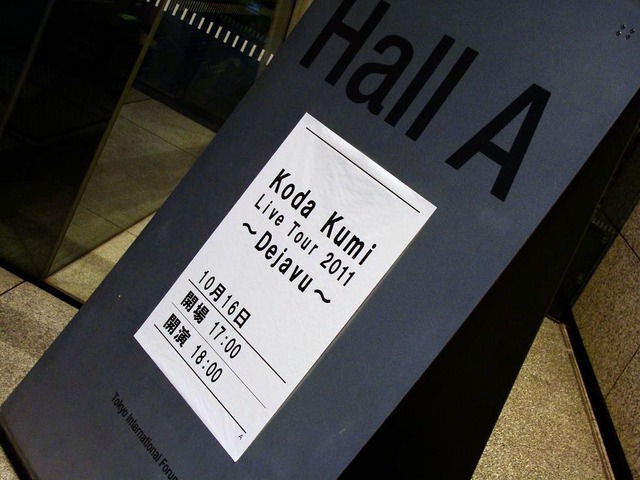 Hall A
Koda Kumi
Live Tour 2011
～Dejavu～
10月16日
開場 17:00
開演 18:00
A
Tokyo International Forum